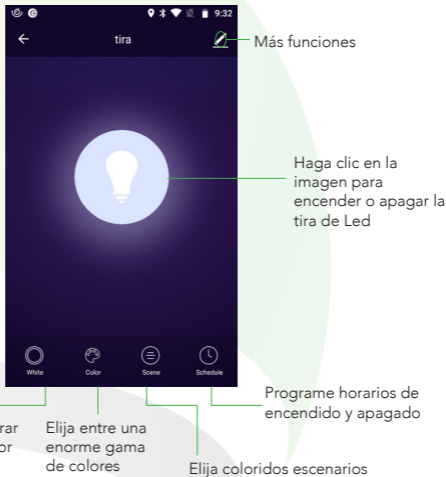 9:32
tira
Más funciones
Haga clic en la
imagen para
encender o apagar la
tira de Led
White Color Scene Schedule
Programe horarios de
encendido y apagado
Elija entre una
enorme gama
de colores
Elija coloridos escenarios